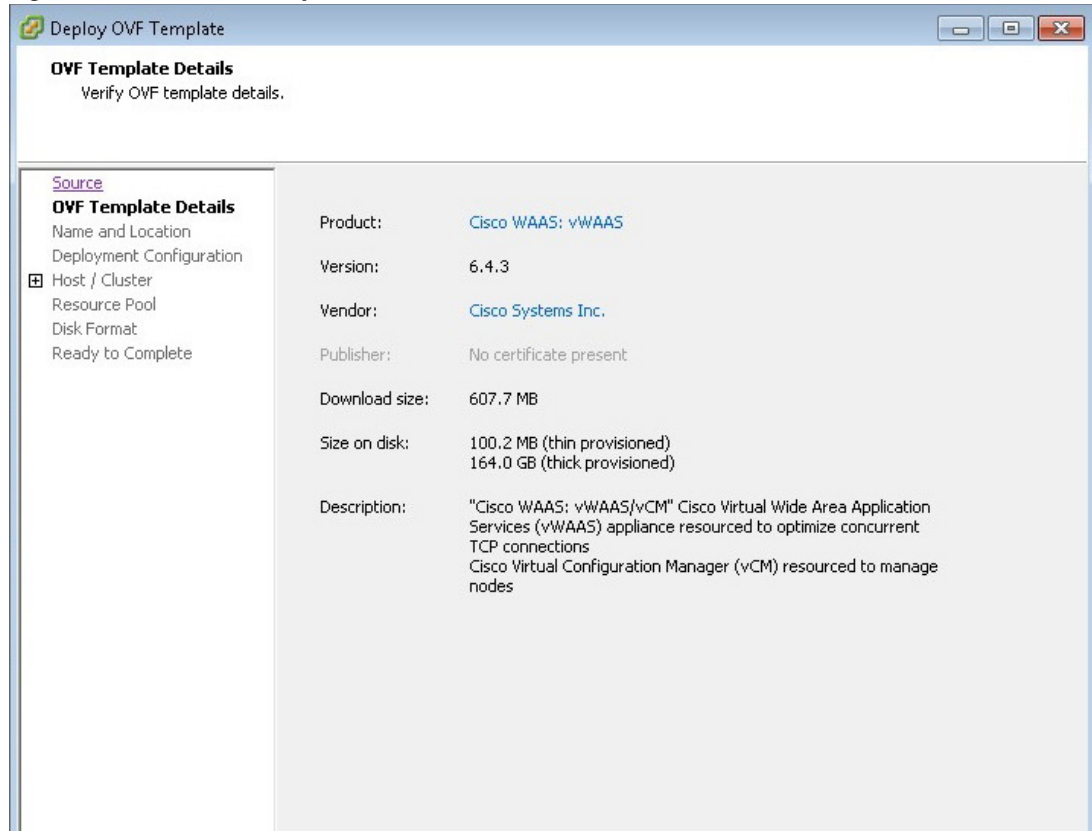 Deploy OVF Template
OVF Template Details
Verify OVF template details.
Source
OVF Template Details
Name and Location
Deployment Configuration
Host / Cluster
Resource Pool
Disk Format
Ready to Complete
Product: Cisco WAAS: vWAAS
Version: 6.4.3
Vendor: Cisco Systems Inc.
Publisher: No certificate present
Download size: 607.7 MB
Size on disk: 100.2 MB (thin provisioned)
164.0 GB (thick provisioned)
Description: "Cisco WAAS: vWAAS/vCM" Cisco Virtual Wide Area Application
Services (vWAAS) appliance resourced to optimize concurrent
TCP connections
Cisco Virtual Configuration Manager (vCM) resourced to manage
nodes